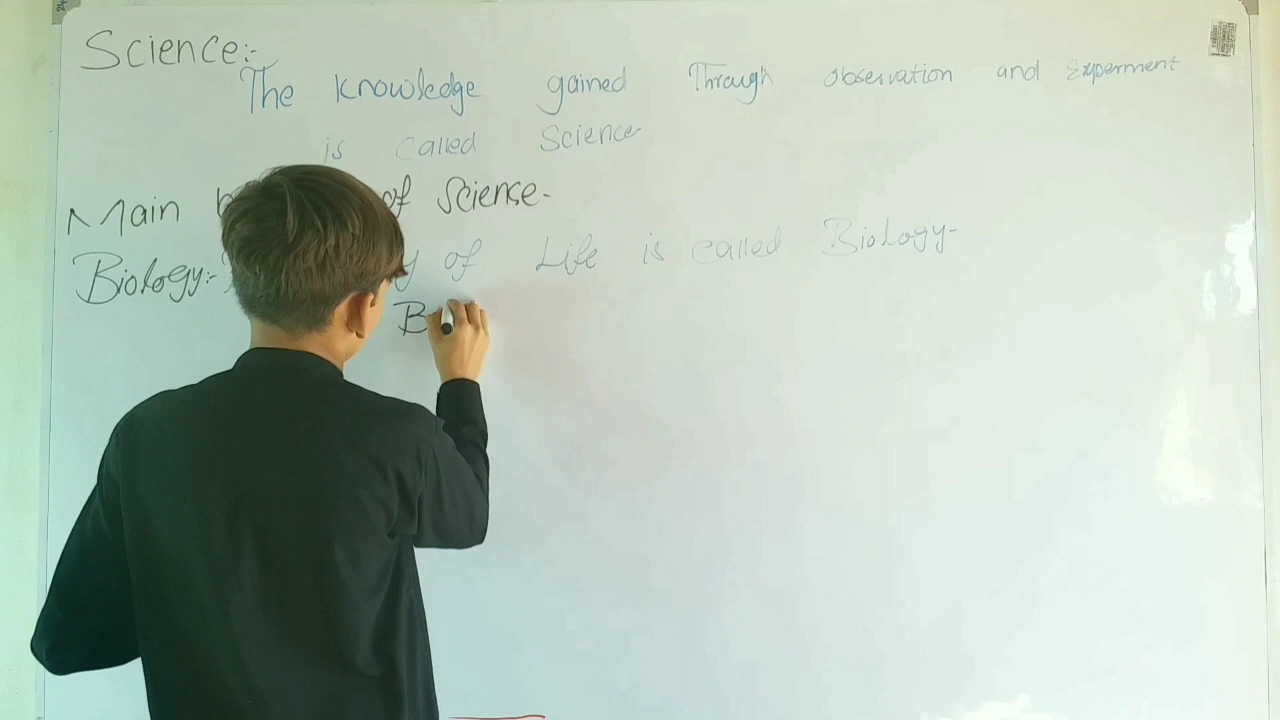 Science:-
The Knowledge gained Through observation and Experment
is called Science
Main of Science-
Biology:- of Life is called Biology-
B